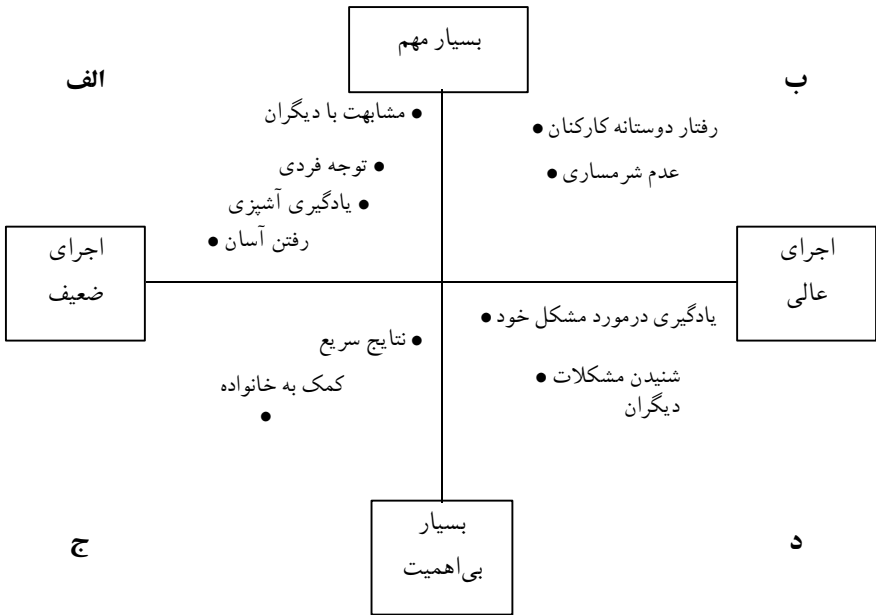 بسیار مهم
ب
الف
مشابهت با دیگران
رفتار دوستانه کارکنان
توجه فردی
عدم شرمساری
یادگیری آشپزی
رفتن آسان
اجرای
عالی
اجرای
ضعیف
یادگیری درمورد مشکل خود
نتایج سریع
شنیدن مشکلات
دیگران
کمک به خانواده
بسیار
بی‌اهمیت
د
ج